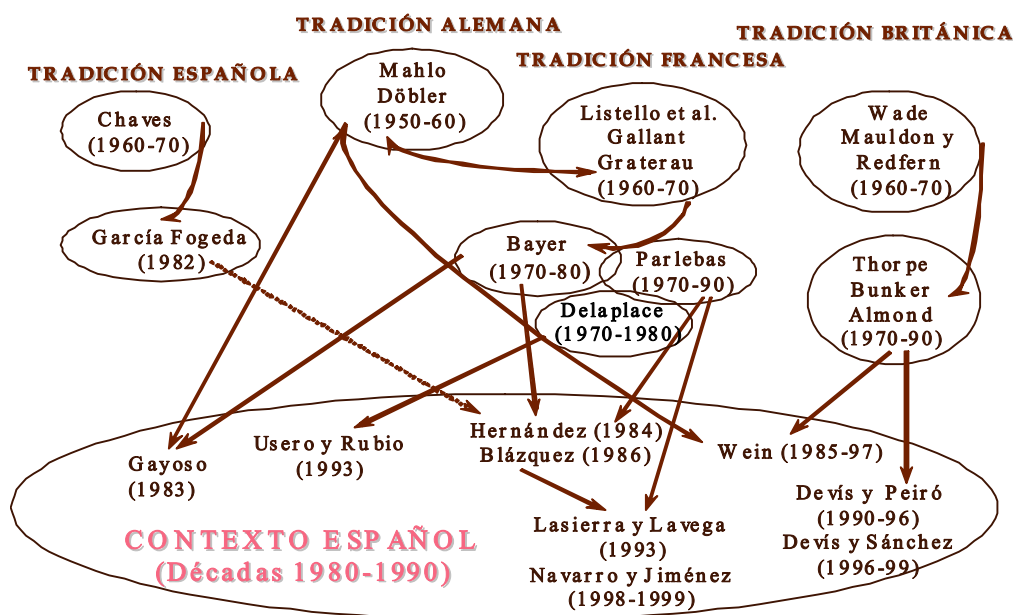 TRADICIÓN ALEMANA
TRADICIÓN BRITÁNICA
TRADICIÓN FRANCESA
TRADICIÓN ESPAÑOLA
Chaves
(1960-70)
Mahlo
Döbler
(1950-60)
Listello et al.
Gallant
Graterau
(1960-70)
Wade
Mauldon y
Redfern
(1960-70)
García Fogeda
(1982)
Bayer
(1970-80)
Parlebas
(1970-90)
Delaplace
(1970-1980)
Thorpe
Bunker
Almond
(1970-90)
Gayoso
(1983)
Usero y Rubio
(1993)
Hernández (1984)
Blázquez (1986)
Wein (1985-97)
Lasierra y Lavega
(1993)
Navarro y Jiménez
(1998-1999)
Devís y Peiró
(1990-96)
Devís y Sánchez
(1996-99)
CONTEXTO ESPAÑOL
(Décadas 1980-1990)